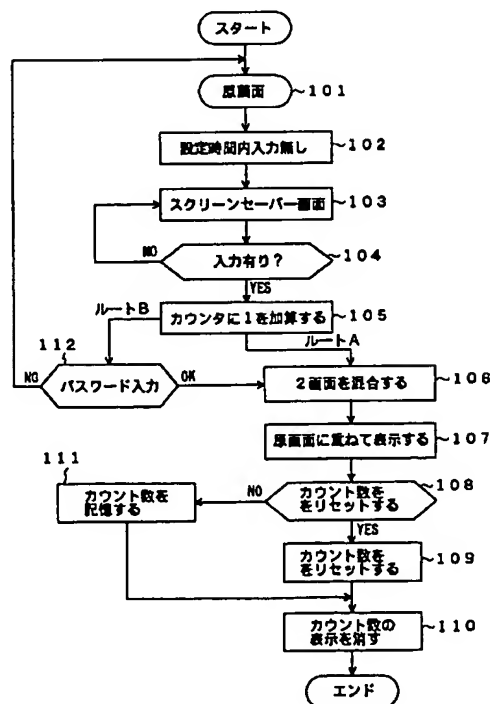 スタート
原画面
101
設定時間内入力無し
102
スクリーンセーバー画面
103
NO
入力有り?
104
YES
カウンタに1を加算する
105
ルートB
ルートA
112
NG
パスワード入力
OK
2画面を混合する
106
原画面に重ねて表示する
107
111
カウント数を
記憶する
NO
カウント数を
をリセットする
108
YES
カウント数を
をリセットする
109
カウント数の
表示を消す
110
エンド